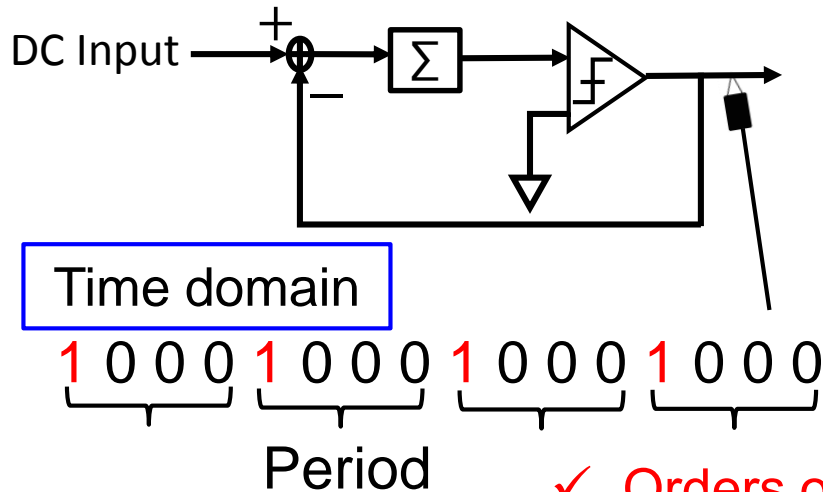 DC Input
+
−
Σ
Time domain
1 0 0 0 1 0 0 0 1 0 0 0 1 0 0 0
Period
✓ Orders